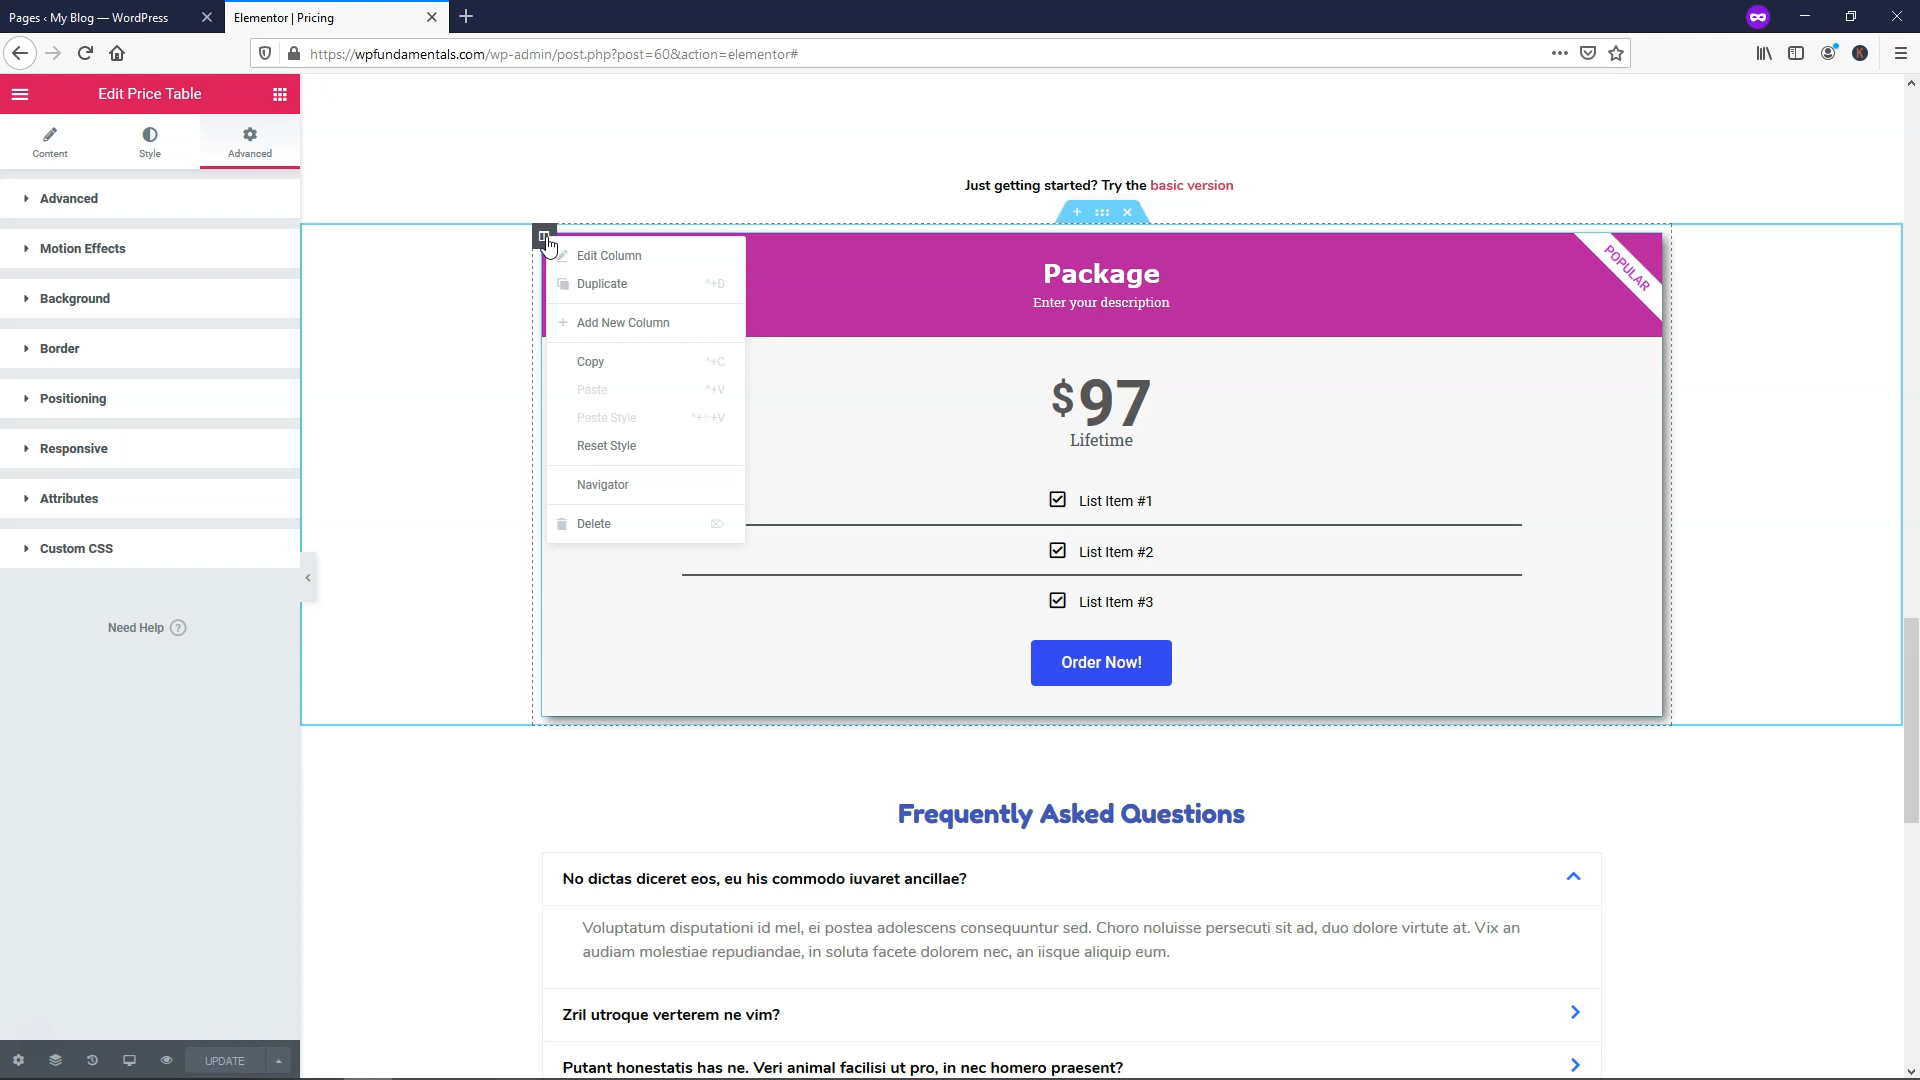 Pages ‹ My Blog — WordPress
Elementor | Pricing
https://wpfundamentals.com/wp-admin/post.php?post=60&action=elementor#
K
Edit Price Table
Content
Style
Advanced
Advanced
Motion Effects
Background
Border
Positioning
Responsive
Attributes
Custom CSS
Need Help ?
UPDATE
Just getting started? Try the basic version
Edit Column
Duplicate ^+D
Add New Column
Copy ^+C
Paste ^+V
Paste Style
Reset Style
Navigator
Delete
Package
Enter your description
POPULAR
$97
Lifetime
List Item #1
List Item #2
List Item #3
Order Now!
Frequently Asked Questions
No dictas diceret eos, eu his commodo iuvaret ancillae?
Voluptatum disputationi id mel, ei postea adolescens consequuntur sed. Choro noluisse persecuti sit ad, duo dolore virtute at. Vix an
audiam molestiae repudiandae, in soluta facete dolorem nec, an iisque aliquip eum.
Zril utroque verterem ne vim?
Putant honestatis has ne. Veri animal facilisi ut pro, in nec homero praesent?